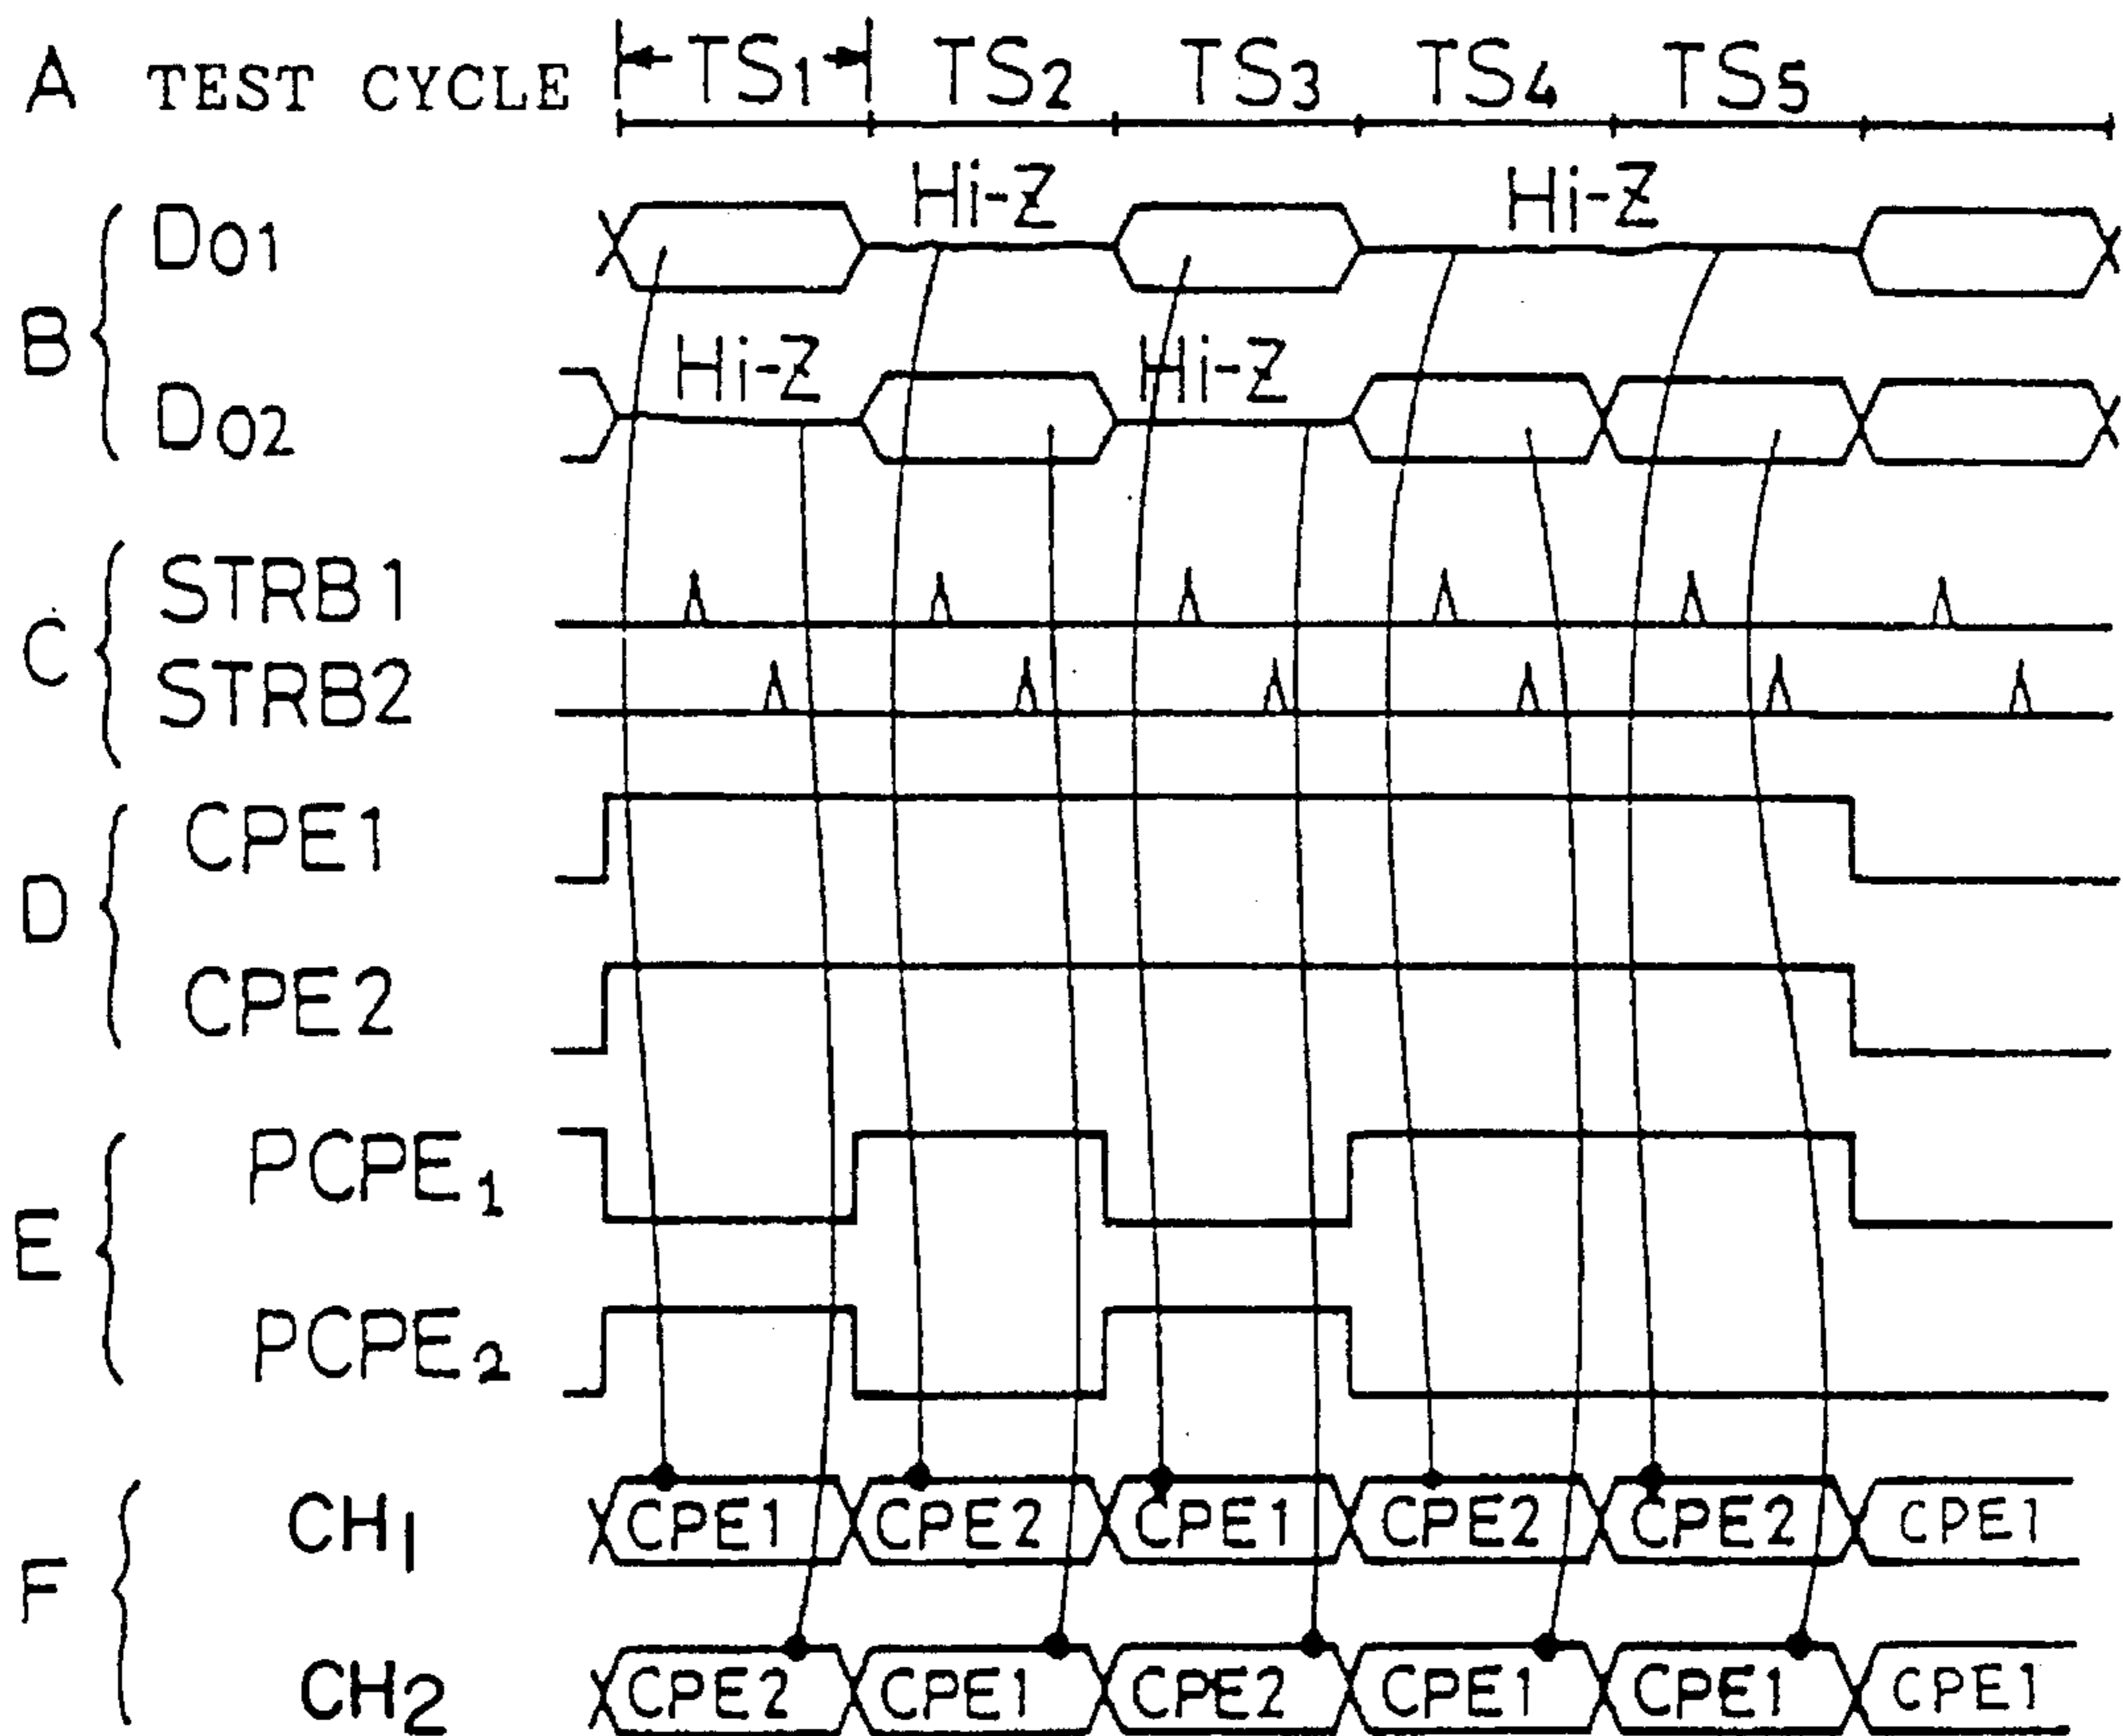 A TEST CYCLE TS1 TS2 TS3 TS4 TS5
Hi-Z Hi-Z
B DO1
Hi-Z Hi-Z
DO2
C STRB1
STRB2
D CPE1
CPE2
E PCPE1
PCPE2
F CH1 CPE1 CPE2 CPE1 CPE2 CPE2 CPE1
CH2 CPE2 CPE1 CPE2 CPE1 CPE1 CPE1